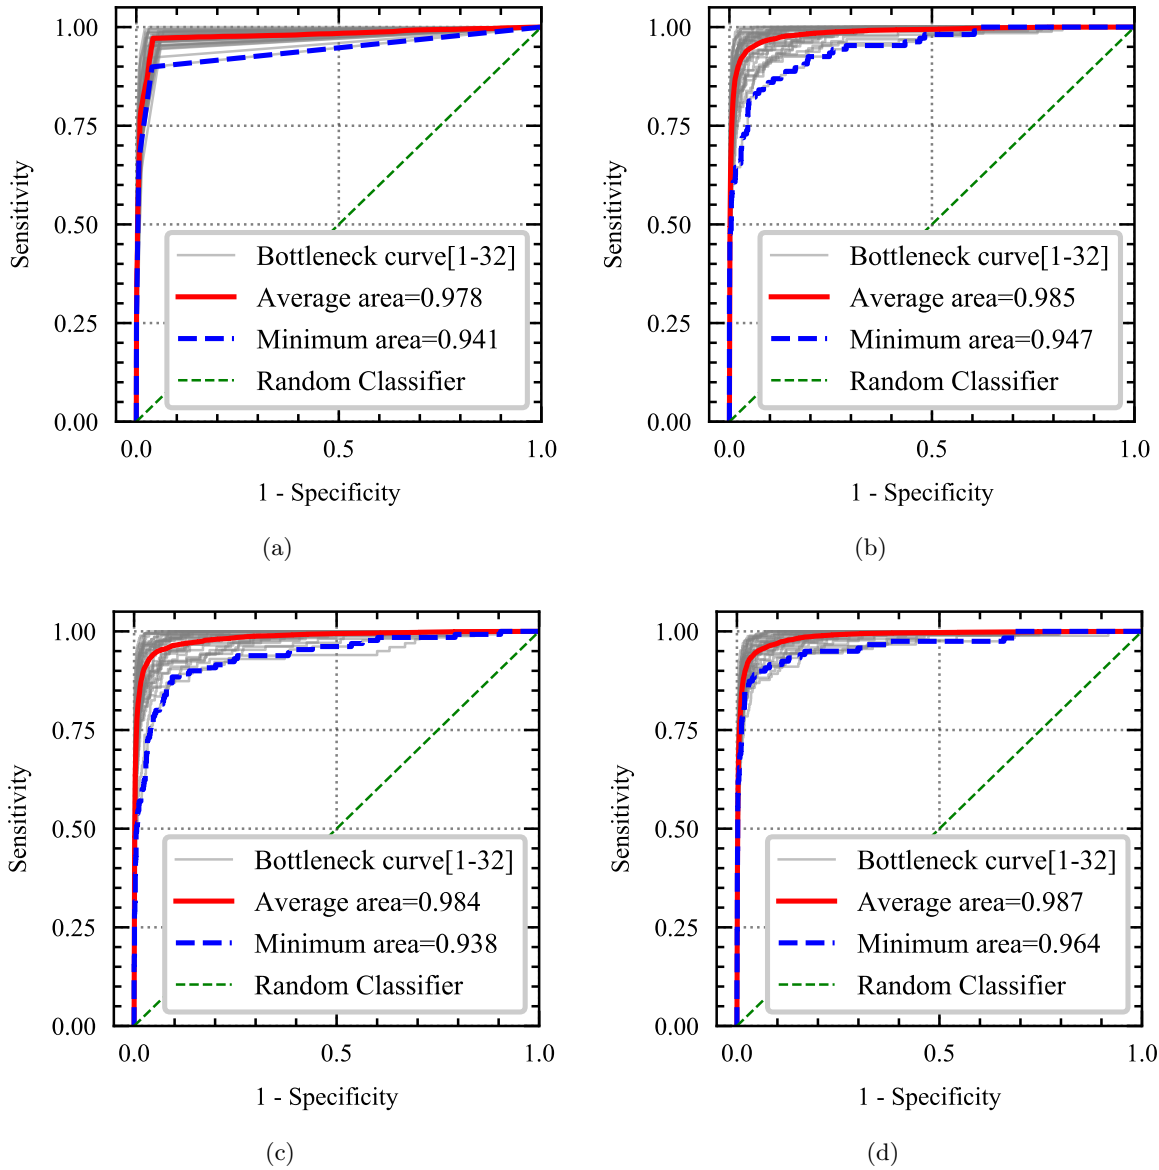 1.00
0.75
0.50
0.25
0.00
Sensitivity
Bottleneck curve[1-32]
Average area=0.978
Minimum area=0.941
Random Classifier
0.0 0.5 1.0
1 - Specificity
(a)
1.00
0.75
0.50
0.25
0.00
Sensitivity
Bottleneck curve[1-32]
Average area=0.985
Minimum area=0.947
Random Classifier
0.0 0.5 1.0
1 - Specificity
(b)
1.00
0.75
0.50
0.25
0.00
Sensitivity
Bottleneck curve[1-32]
Average area=0.984
Minimum area=0.938
Random Classifier
0.0 0.5 1.0
1 - Specificity
(c)
1.00
0.75
0.50
0.25
0.00
Sensitivity
Bottleneck curve[1-32]
Average area=0.987
Minimum area=0.964
Random Classifier
0.0 0.5 1.0
1 - Specificity
(d)